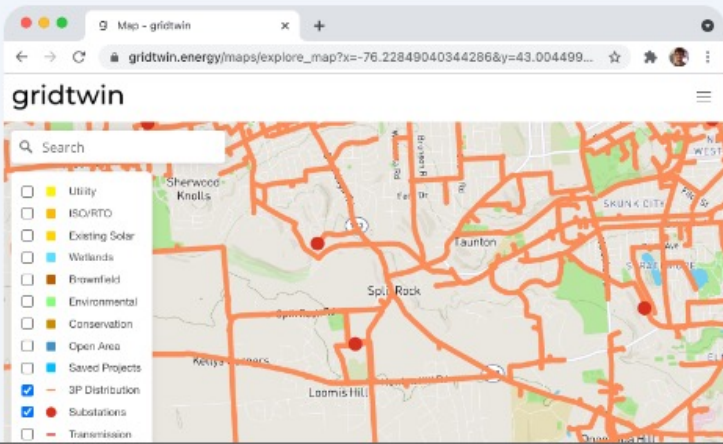 g Map – gridtwin
gridtwin.energy/maps/explore_map?x=-76.22849040344286&y=43.004499...
gridtwin
Search
Utility
ISO/RTO
Existing Solar
Wetlands
Brownfield
Environmental
Conservation
Open Area
Saved Projects
3P Distribution
Substations
Transmission
Sherwood
Knolls
SKUNK CITY
Taunton
Split Rock
Loomis Hill